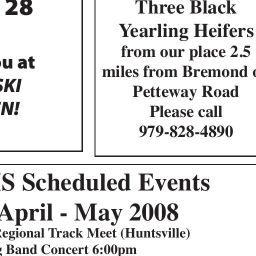 28
u at
SKI
EN!
Three Black
Yearling Heifers
from our place 2.5
miles from Bremond
Petteway Road
Please call
979-828-4890
S Scheduled Events
April - May 2008
Regional Track Meet (Huntsville)
Band Concert 6:00pm